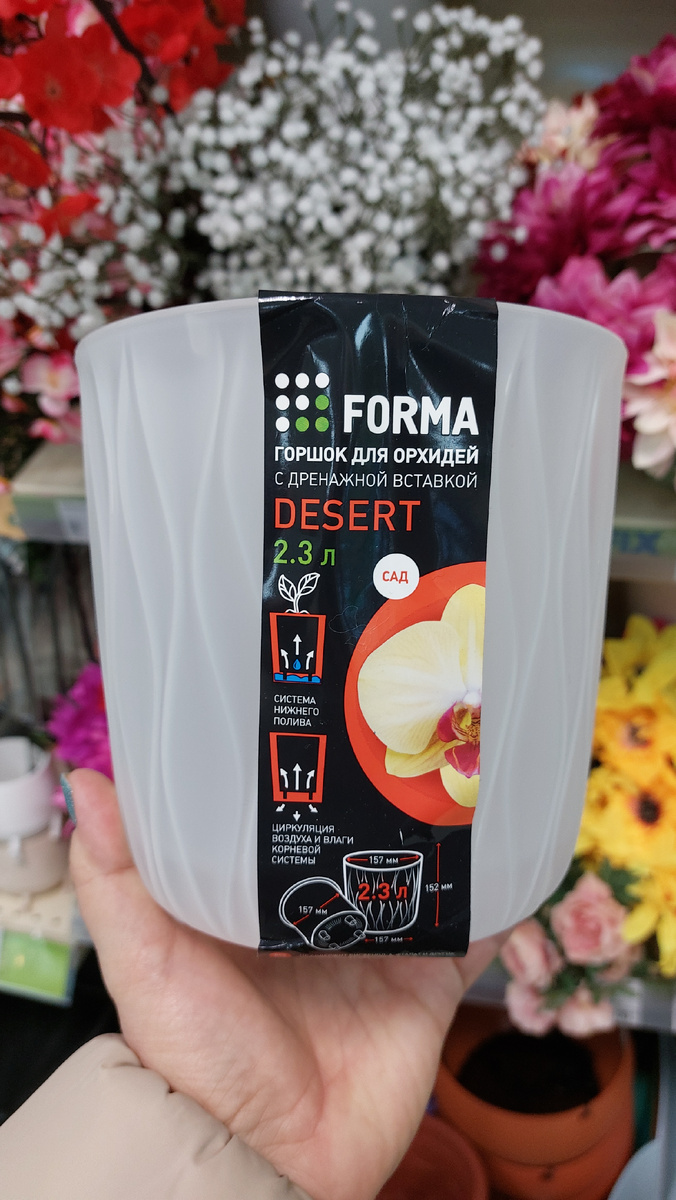 FORMA
ГОРШОК ДЛЯ ОРХИДЕЙ
С ДРЕНАЖНОЙ ВСТАВКОЙ
DESERT
2.3 л
САД
СИСТЕМА
НИЖНЕГО
ПОЛИВА
ЦИРКУЛЯЦИЯ
ВОЗДУХА И ВЛАГИ
КОРНЕВОЙ
СИСТЕМЫ
157 мм
2.3 л
152 мм
157 мм
157 мм